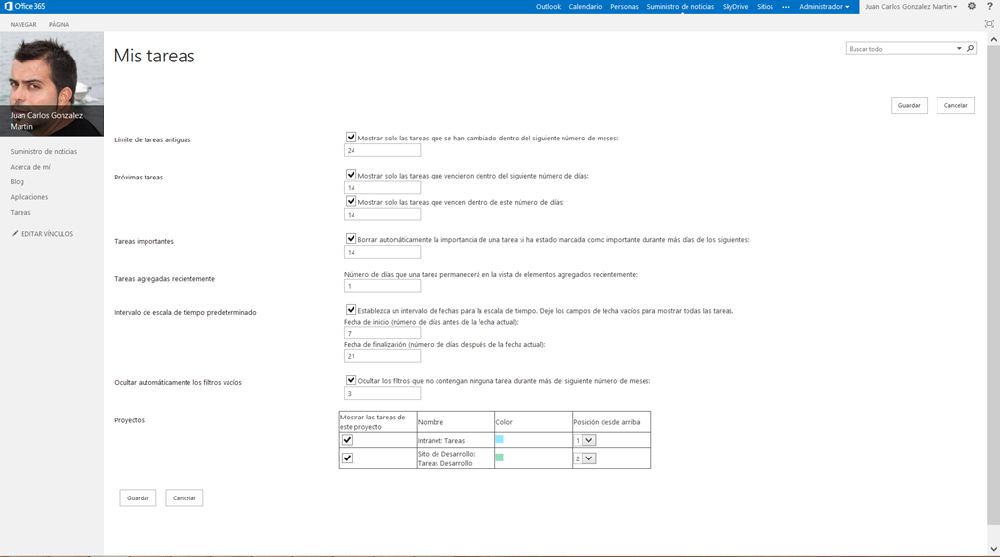 Office 365
Outlook Calendario Personas Suministro de noticias SkyDrive Sitios ••• Administrador Juan Carlos Gonzalez Martin ?
NAVEGAR PÁGINA
Mis tareas
Buscar todo
Juan Carlos Gonzalez
Martin
Guardar Cancelar
Suministro de noticias
Acerca de mí
Blog
Aplicaciones
Tareas
EDITAR VÍNCULOS
Límite de tareas antiguas
Mostrar solo las tareas que se han cambiado dentro del siguiente número de meses:
24
Próximas tareas
Mostrar solo las tareas que vencieron dentro del siguiente número de días:
14
Mostrar solo las tareas que vencen dentro de este número de días:
14
Tareas importantes
Borrar automáticamente la importancia de una tarea si ha estado marcada como importante durante más días de los siguientes:
14
Tareas agregadas recientemente
Número de días que una tarea permanecerá en la vista de elementos agregados recientemente:
1
Intervalo de escala de tiempo predeterminado
Establezca un intervalo de fechas para la escala de tiempo. Deje los campos de fecha vacíos para mostrar todas las tareas.
Fecha de inicio (número de días antes de la fecha actual):
7
Fecha de finalización (número de días después de la fecha actual):
21
Ocultar automáticamente los filtros vacíos
Ocultar los filtros que no contengan ninguna tarea durante más del siguiente número de meses:
3
Proyectos
Mostrar las tareas de
este proyecto
Nombre
Color
Posición desde arriba
Intranet: Tareas
1
Sito de Desarrollo:
Tareas Desarrollo
2
Guardar Cancelar